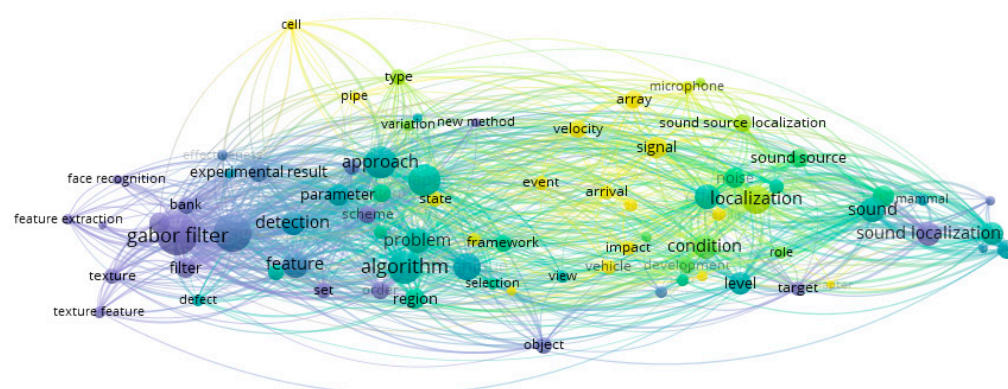 cell
type
microphone
pipe
array
variation
new method
velocity
sound source localization
signal
effectiveness
approach
sound source
experimental result
face recognition
noise
event
parameter
arrival
localization
mammal
state
bank
scheme
sound
feature extraction
detection
gabor filter
sound localization
problem
framework
impact
condition
role
feature
algorithm
filter
vehicle
development
texture
view
selection
level
target
set
order
defect
region
texture feature
object